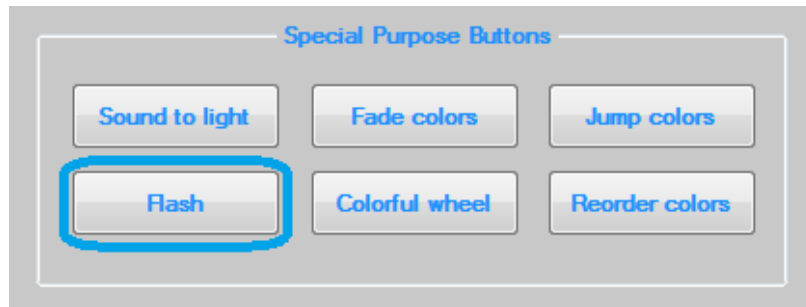 Special Purpose Buttons
Sound to light Fade colors Jump colors
Flash Colorful wheel Reorder colors